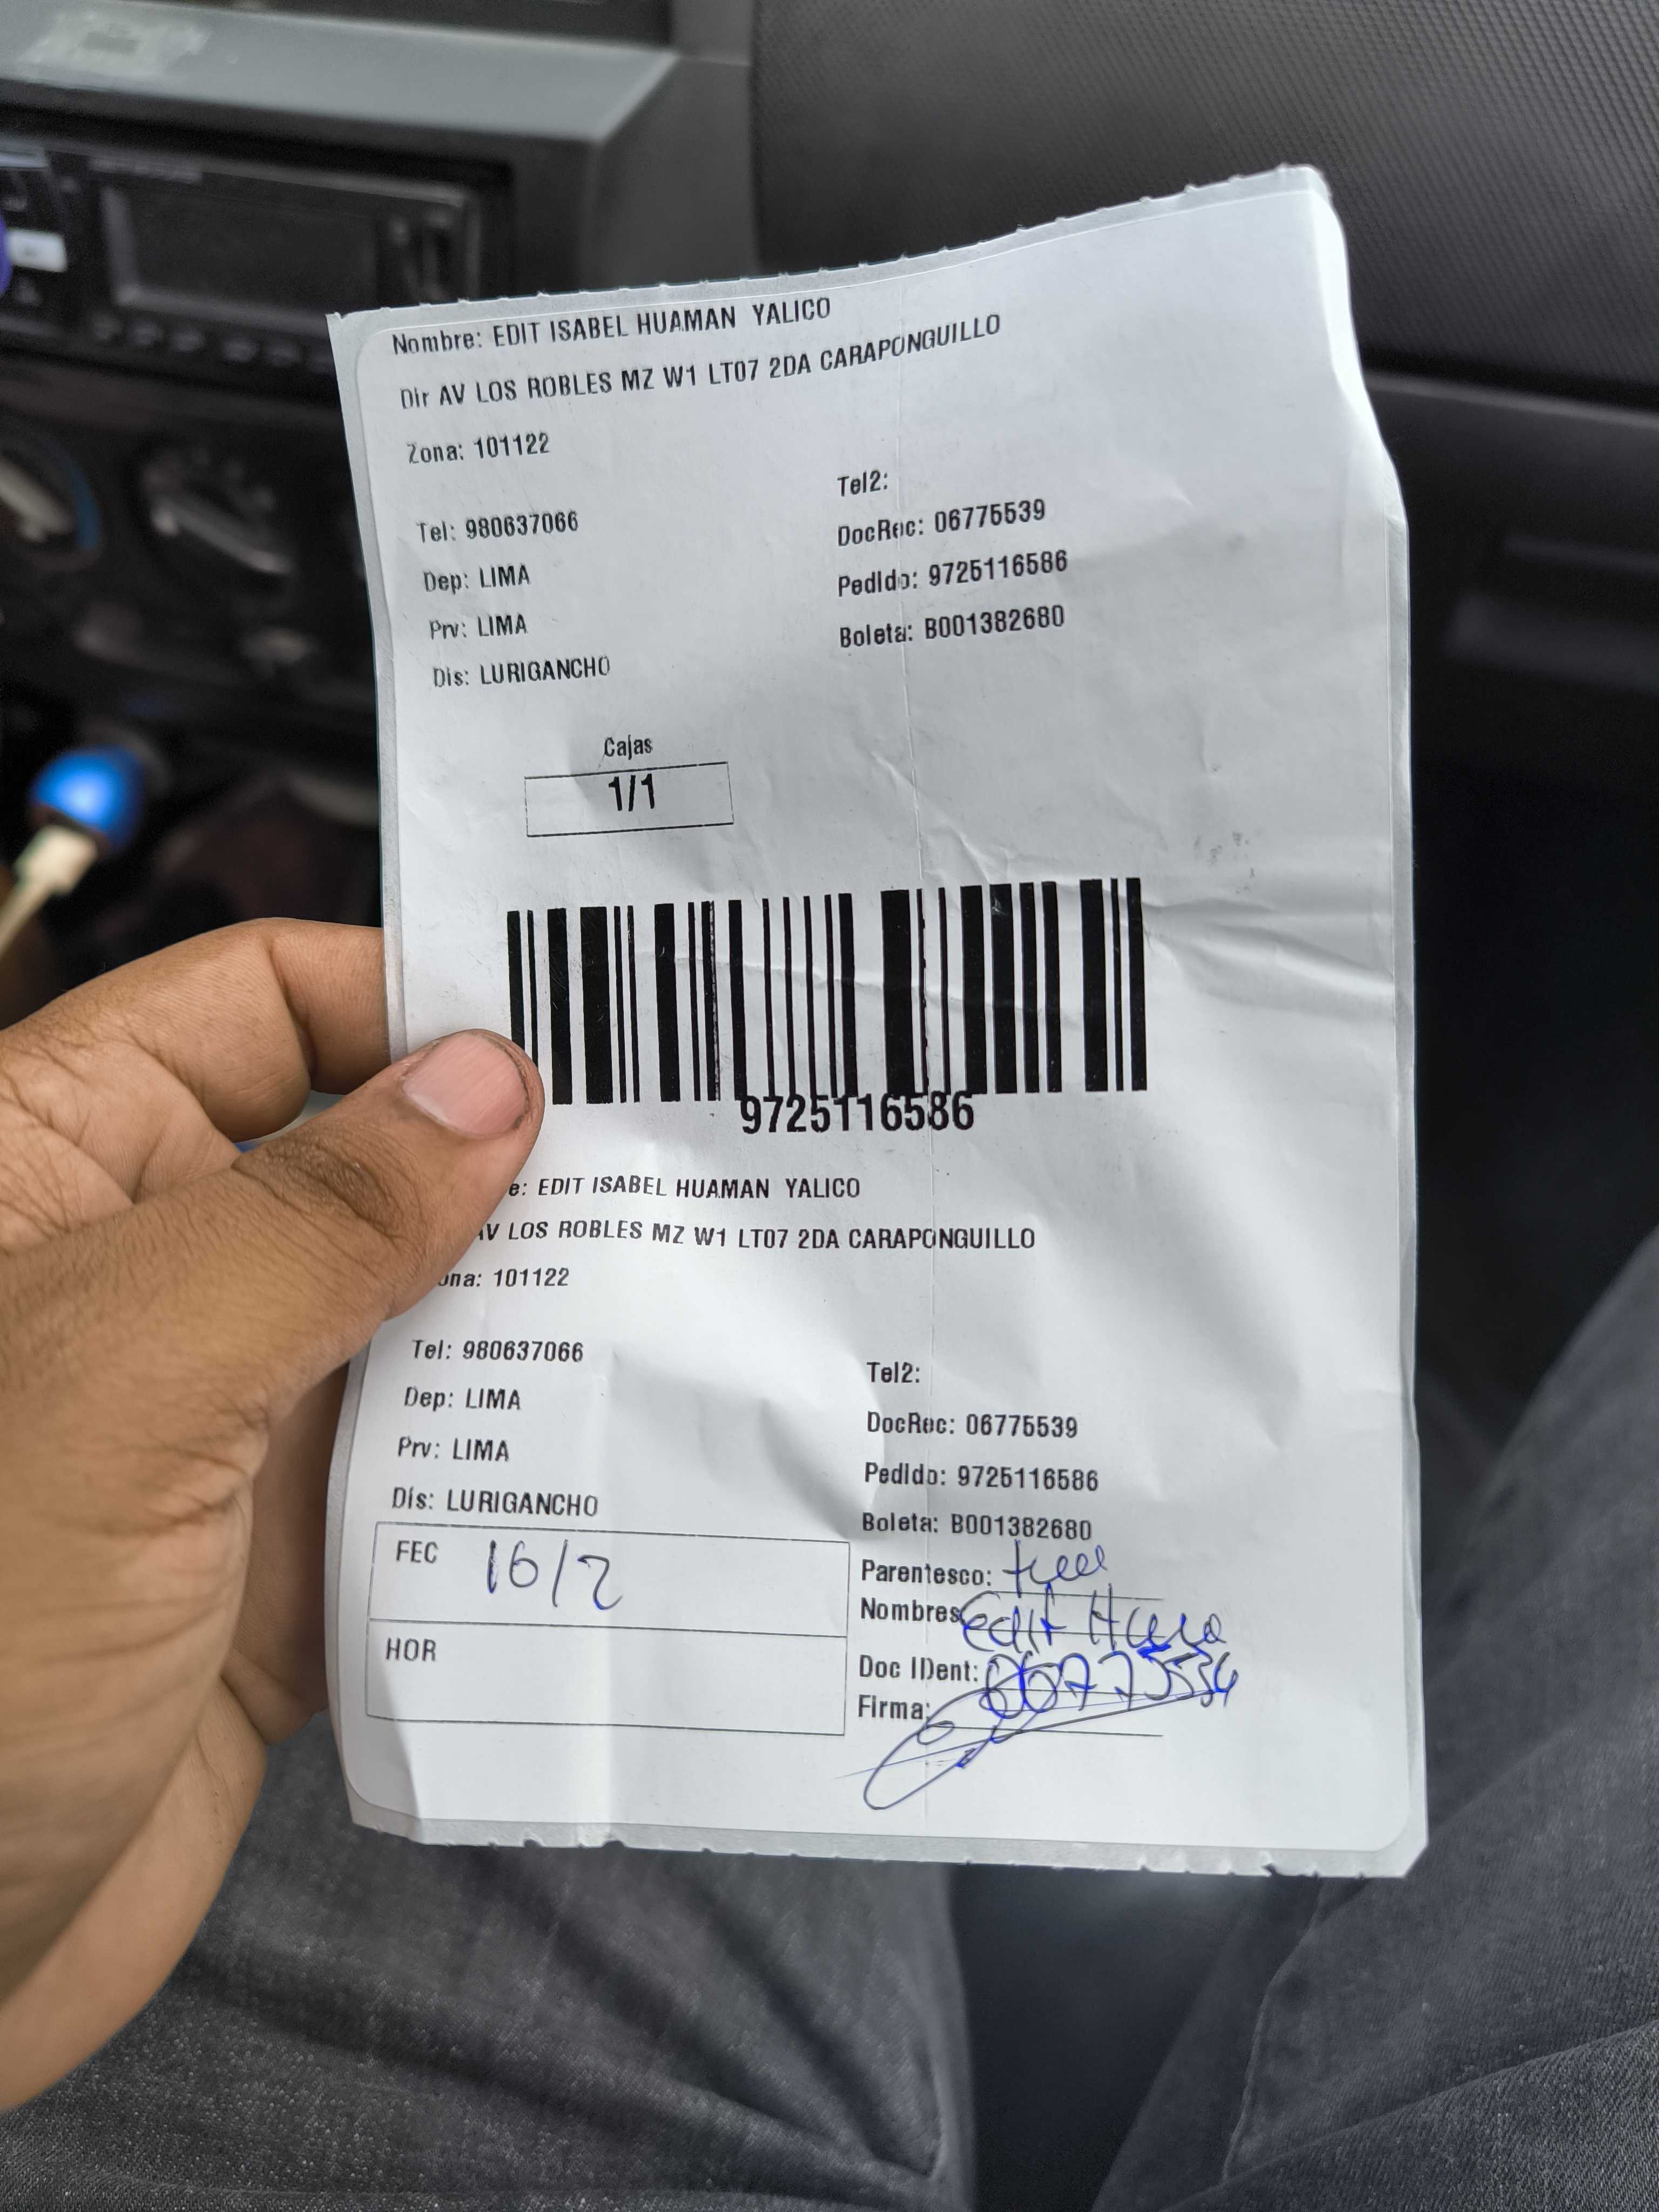 Nombre: EDIT ISABEL HUAMAN YALICO
Dir AV LOS ROBLES MZ W1 LT07 2DA CARAPONGUILLO
Zona: 101122
Tel: 980637066
Dep: LIMA
Prv: LIMA
Dis: LURIGANCHO
Tel2:
DocRec: 06775539
Pedido: 9725116586
Boleta: B001382680
Cajas
1/1
9725116586
e: EDIT ISABEL HUAMAN YALICO
AV LOS ROBLES MZ W1 LT07 2DA CARAPONGUILLO
ona: 101122
Tel: 980637066
Dep: LIMA
Prv: LIMA
Dis: LURIGANCHO
Tel2:
DocRec: 06775539
Pedido: 9725116586
Boleta: B001382680
FEC 16/2
HOR
Parentesco:
Nombres Edit
Doc IDent:
Firma: